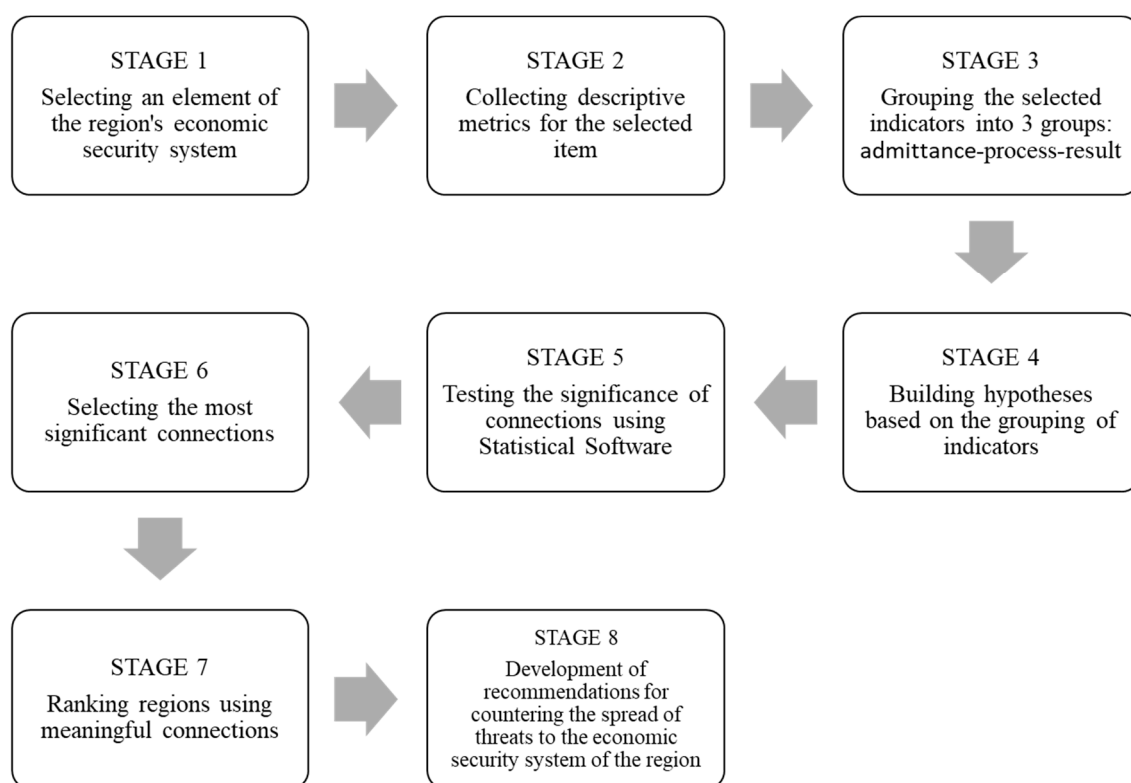 STAGE 1
Selecting an element of
the region's economic
security system
STAGE 2
Collecting descriptive
metrics for the selected
item
STAGE 3
Grouping the selected
indicators into 3 groups:
admittance-process-result
STAGE 4
Building hypotheses
based on the grouping of
indicators
STAGE 5
Testing the significance of
connections using
Statistical Software
STAGE 6
Selecting the most
significant connections
STAGE 7
Ranking regions using
meaningful connections
STAGE 8
Development of
recommendations for
countering the spread of
threats to the economic
security system of the region